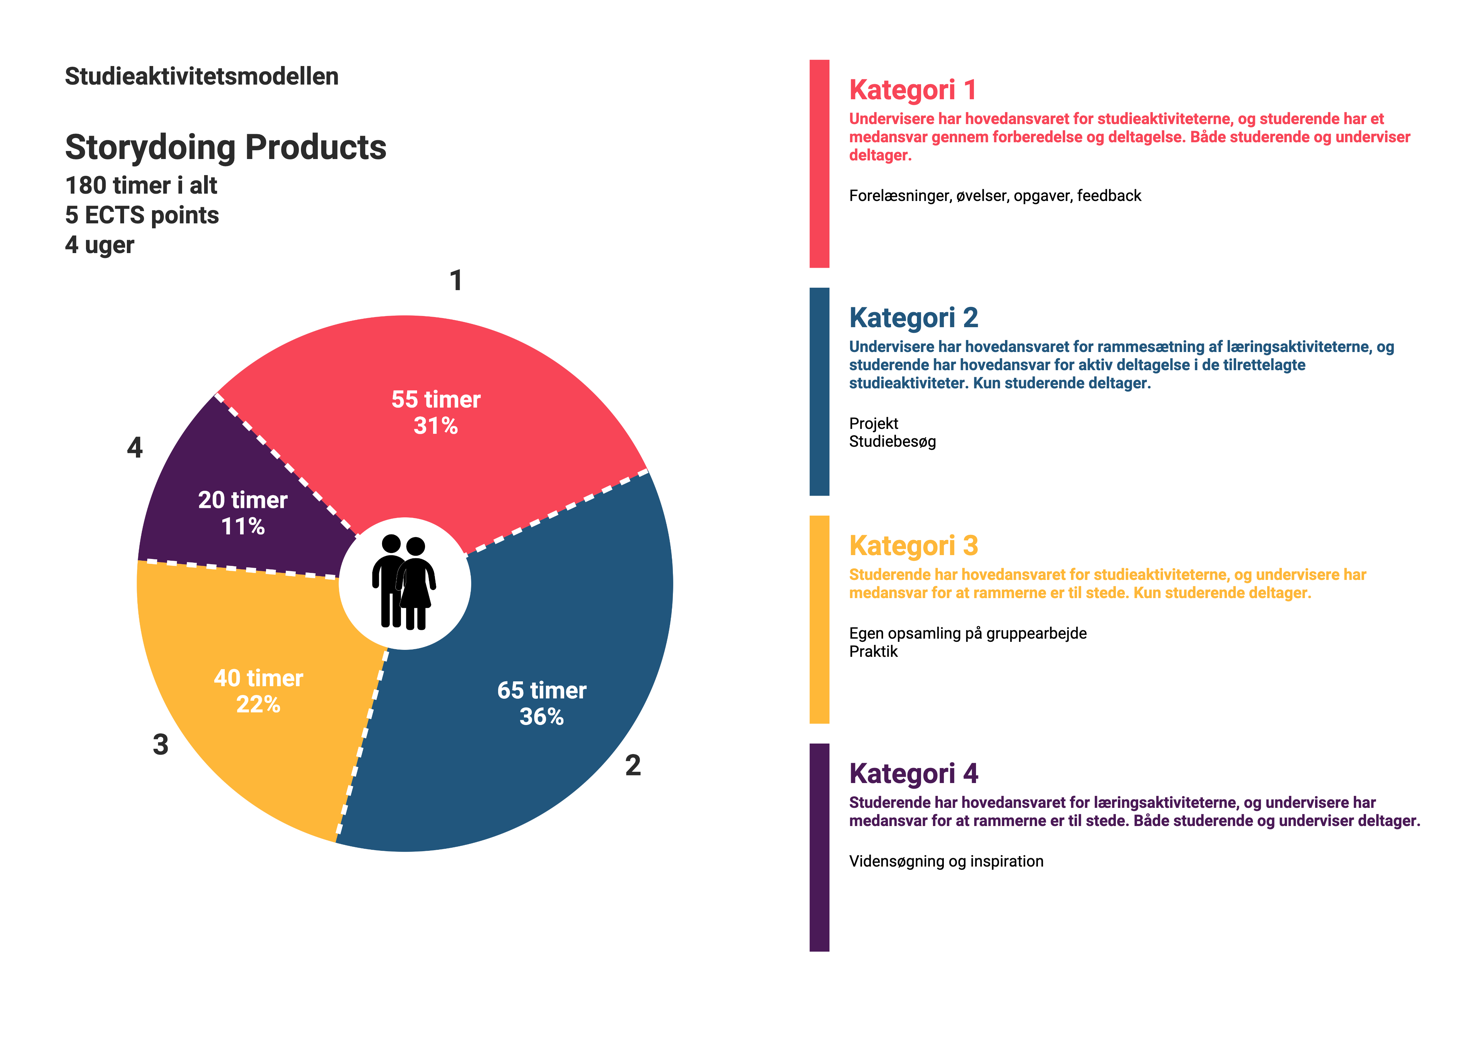 Studieaktivitetsmodellen
Storydoing Products
180 timer i alt
5 ECTS points
4 uger
1
55 timer
31%
4
20 timer
11%
40 timer
22%
3
65 timer
36%
2
Kategori 1
Undervisere har hovedansvaret for studieaktiviteterne, og studerende har et
medansvar gennem forberedelse og deltagelse. Både studerende og underviser
deltager.
Forelæsninger, øvelser, opgaver, feedback
Kategori 2
Undervisere har hovedansvaret for rammesætning af læringsaktiviteterne, og
studerende har hovedansvar for aktiv deltagelse i de tilrettelagte
studieaktiviteter. Kun studerende deltager.
Projekt
Studiebesøg
Kategori 3
Studerende har hovedansvaret for studieaktiviteterne, og undervisere har
medansvar for at rammerne er til stede. Kun studerende deltager.
Egen opsamling på gruppearbejde
Praktik
Kategori 4
Studerende har hovedansvaret for læringsaktiviteterne, og undervisere har
medansvar for at rammerne er til stede. Både studerende og underviser deltager.
Vidensøgning og inspiration